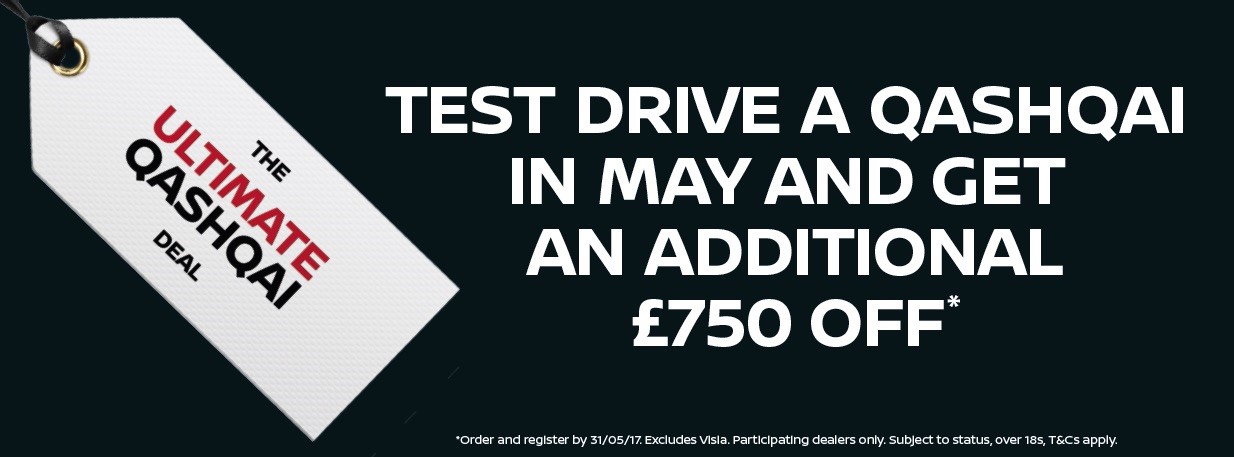 THE
ULTIMATE
QASHQAI
DEAL
TEST DRIVE A QASHQAI
IN MAY AND GET
AN ADDITIONAL
£750 OFF*
*Order and register by 31/05/17. Excludes Visia. Participating dealers only. Subject to status, over 18s, T&Cs apply.